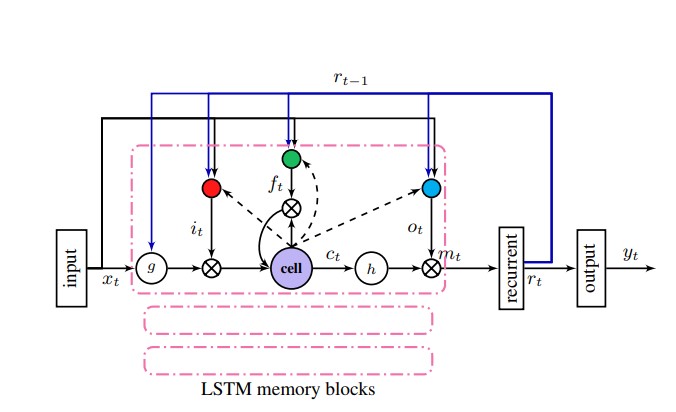 r_{t-1}
f_t
i_t
o_t
input
x_t
g
cell
c_t
h
m_t
recurrent
r_t
output
y_t
LSTM memory blocks